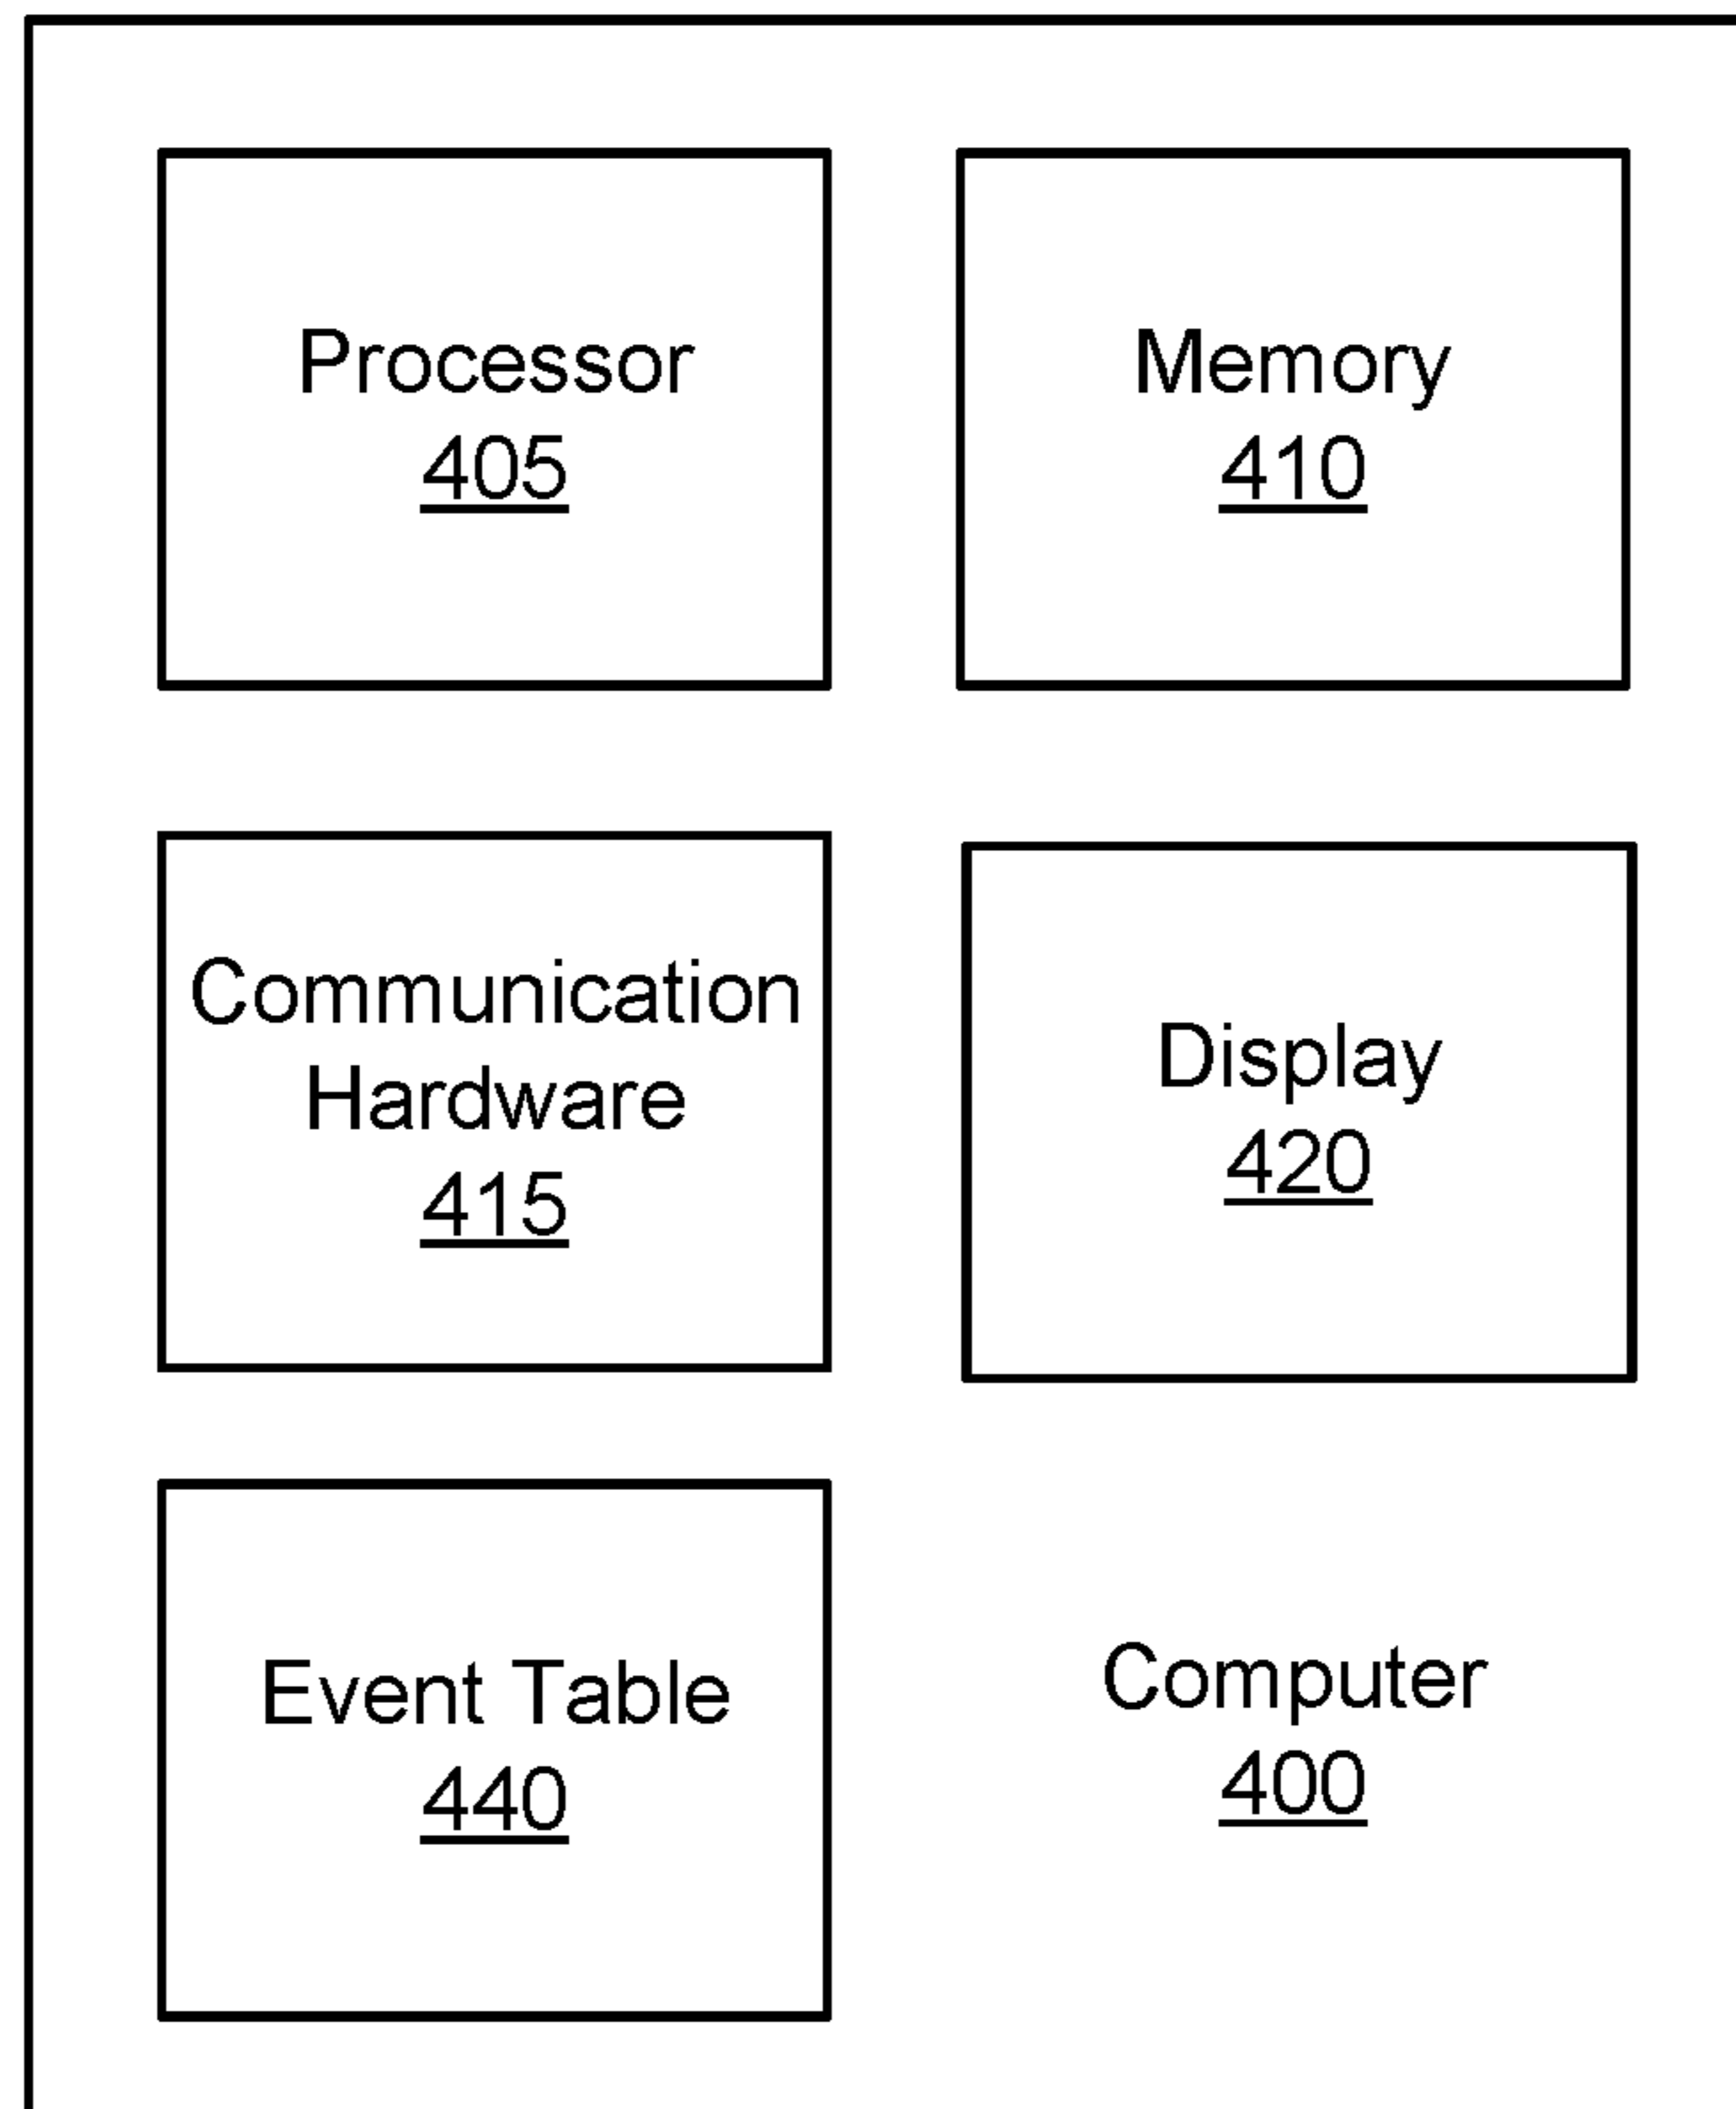 Processor
405
Memory
410
Communication
Hardware
415
Display
420
Event Table
440
Computer
400